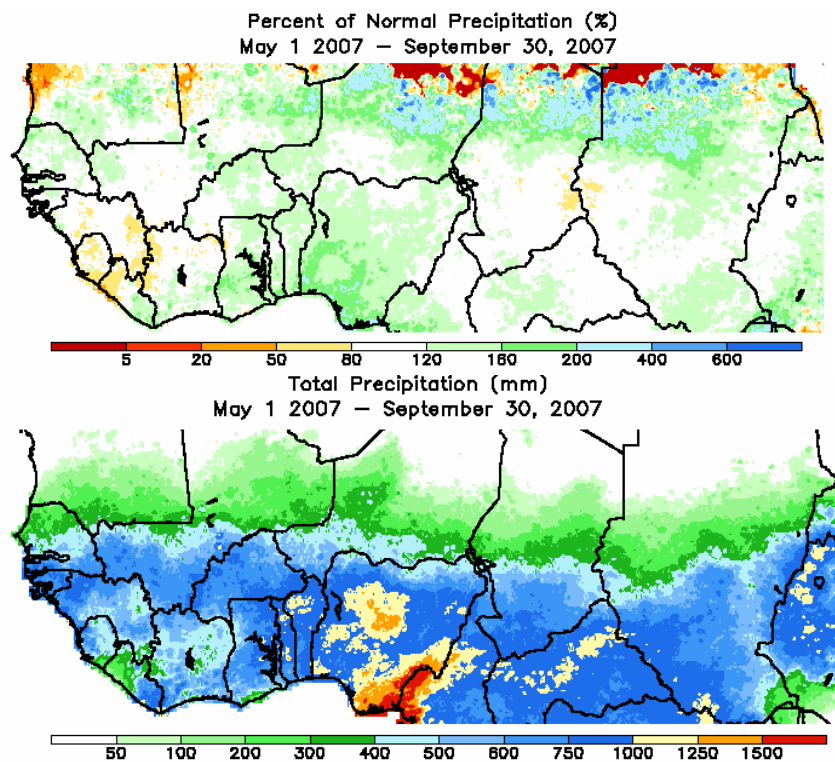 Percent of Normal Precipitation (%)
May 1 2007 – September 30, 2007
5 20 50 80 120 160 200 400 600
Total Precipitation (mm)
May 1 2007 – September 30, 2007
50 100 200 300 400 500 600 750 1000 1250 1500